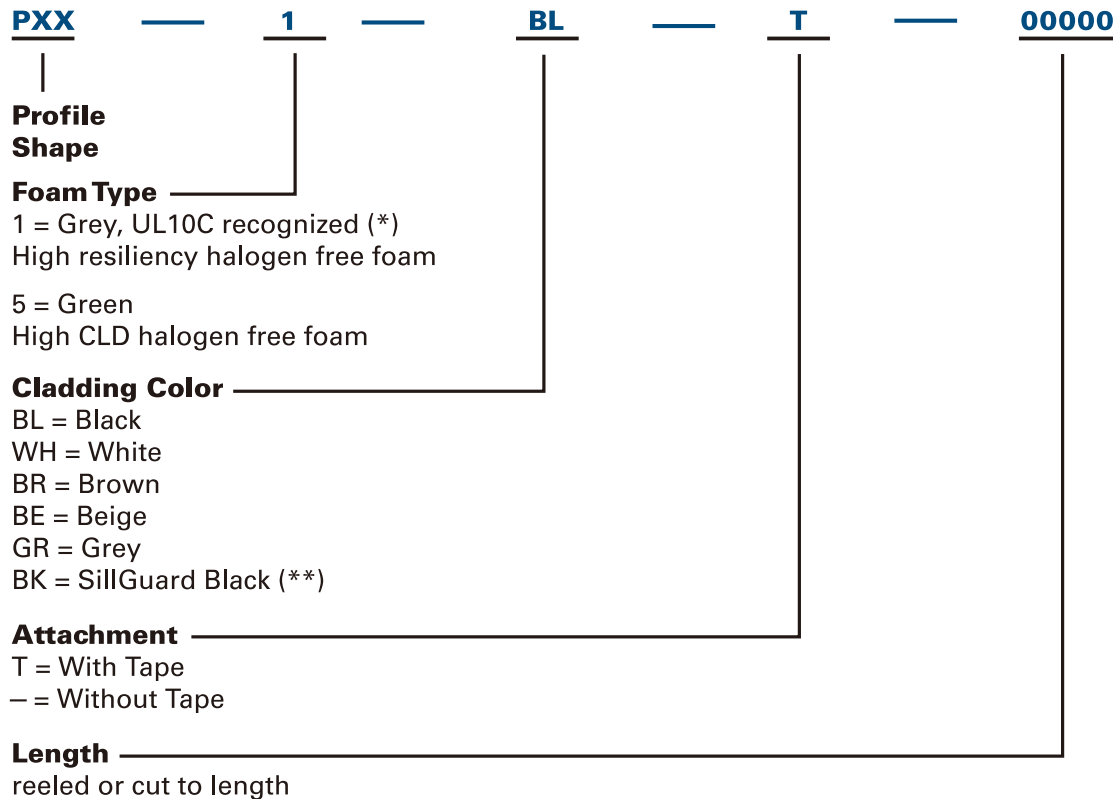 PXX — 1 — BL — T — 00000
Profile
Shape
Foam Type
1 = Grey, UL10C recognized (*)
High resiliency halogen free foam
5 = Green
High CLD halogen free foam
Cladding Color
BL = Black
WH = White
BR = Brown
BE = Beige
GR = Grey
BK = SillGuard Black (**)
Attachment
T = With Tape
– = Without Tape
Length
reeled or cut to length